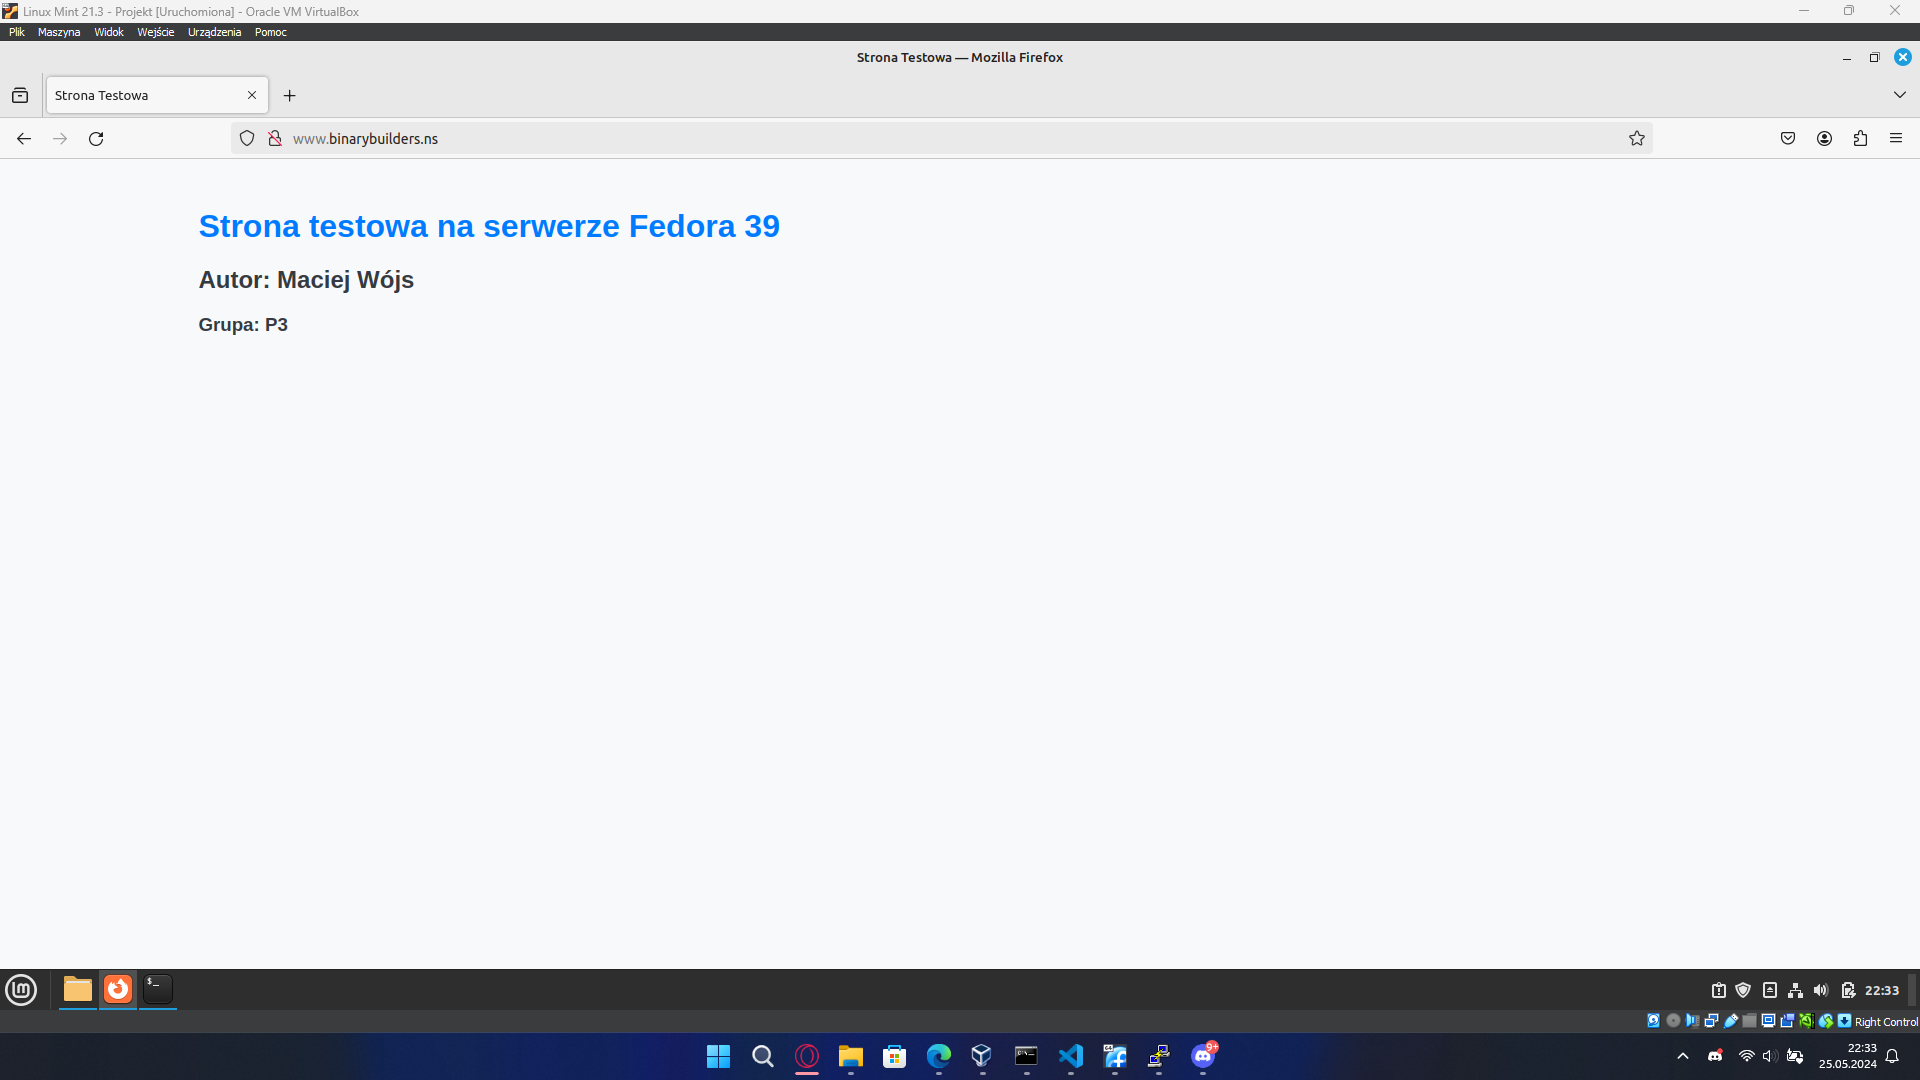 Linux Mint 21.3 - Projekt [Uruchomiona] - Oracle VM VirtualBox
Plik Maszyna Widok Wejście Urządzenia Pomoc
Strona Testowa — Mozilla Firefox
Strona Testowa
www.binarybuilders.ns
Strona testowa na serwerze Fedora 39
Autor: Maciej Wójs
Grupa: P3
22:33
Right Control
9+
22:33
25.05.2024